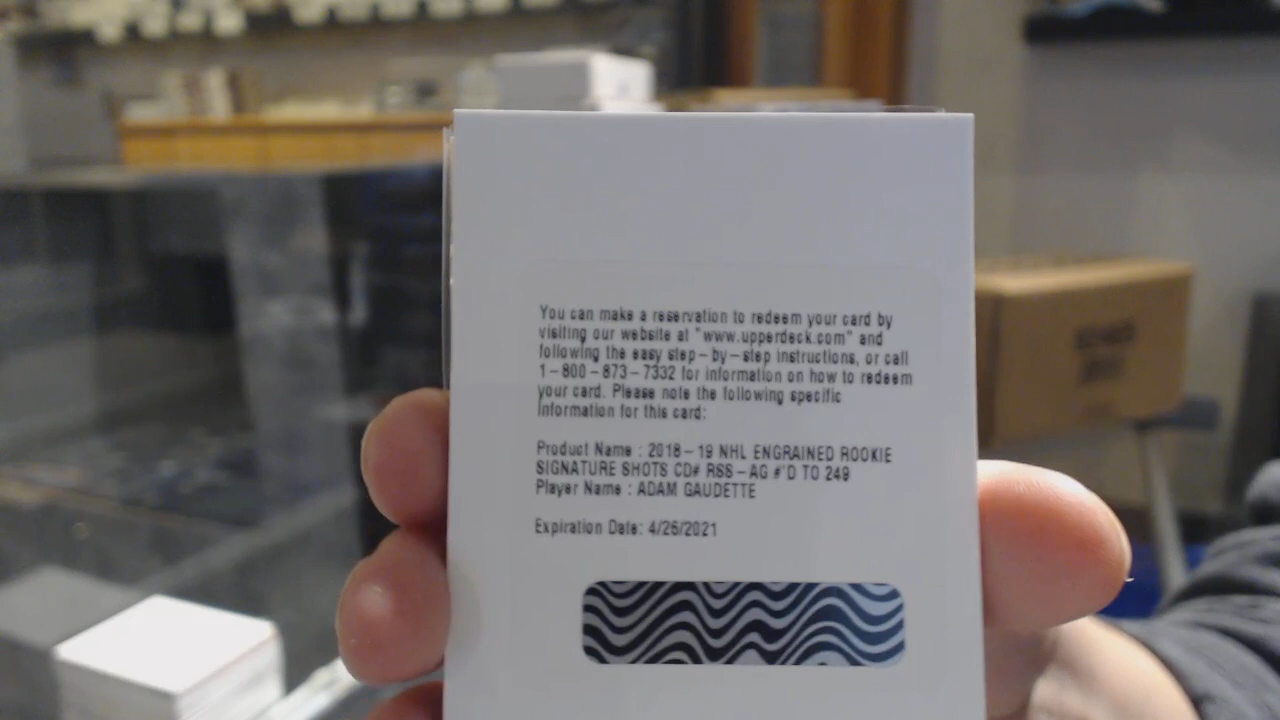 You can make a reservation to redeem your card by
visiting our website at "www.upperdeck.com" and
following the easy step-by-step instructions, or call
1-800-873-7332 for information on how to redeem
your card. Please note the following specific
information for this card:
Product Name : 2018-19 NHL ENGRAINED ROOKIE
SIGNATURE SHOTS CD# RSS-AG #'D TO 249
Player Name : ADAM GAUDETTE
Expiration Date: 4/26/2021